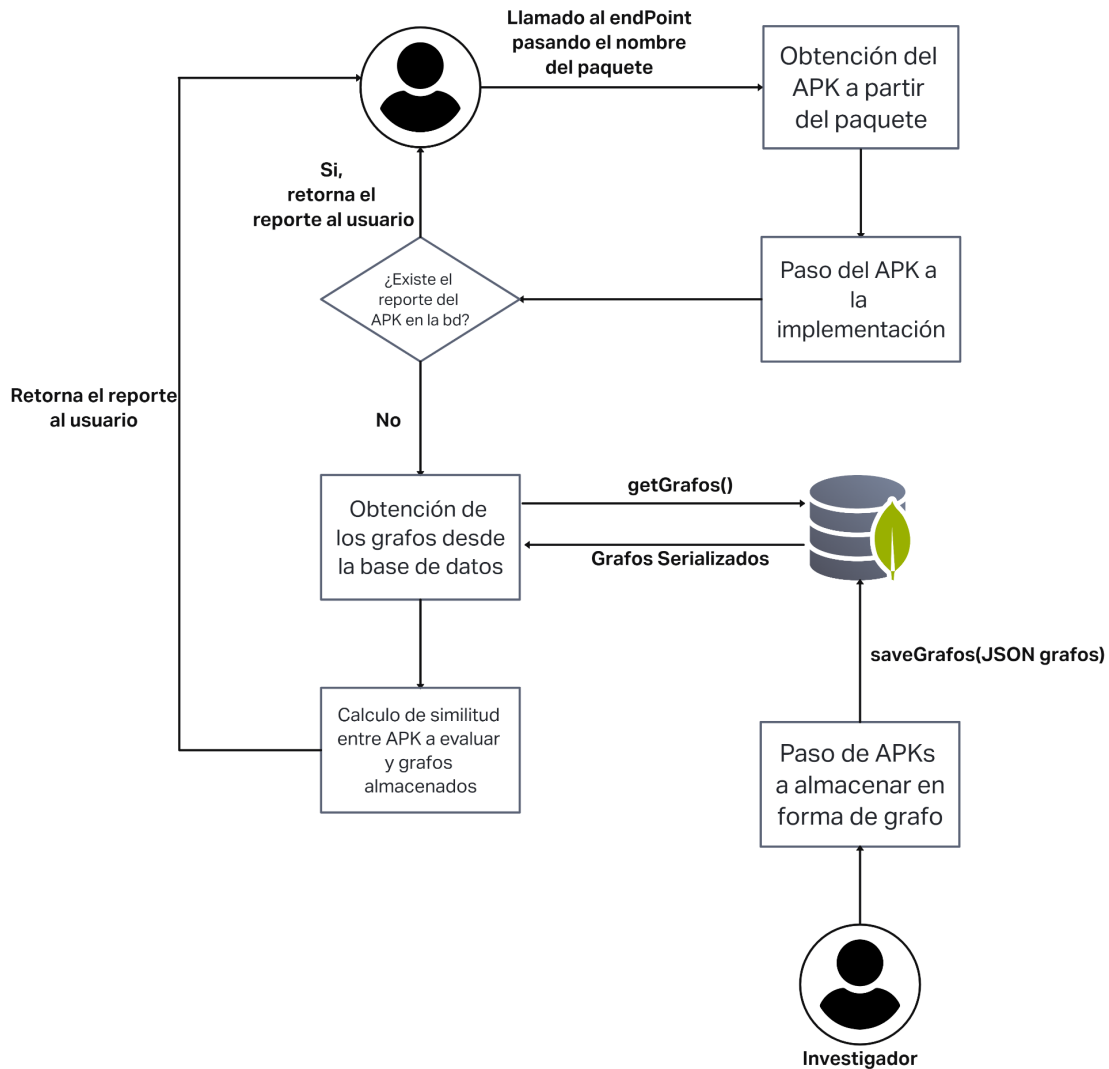 Llamado al endPoint
pasando el nombre
del paquete
Obtención del
APK a partir
del paquete
Si,
retorna el
reporte al usuario
¿Existe el
reporte del
APK en la bd?
Paso del APK a
la
implementación
Retorna el reporte
al usuario
No
Obtención de
los grafos desde
la base de datos
getGrafos()
Grafos Serializados
saveGrafos(JSON grafos)
Calculo de similitud
entre APK a evaluar
y grafos
almacenados
Paso de APKs
a almacenar en
forma de grafo
Investigador